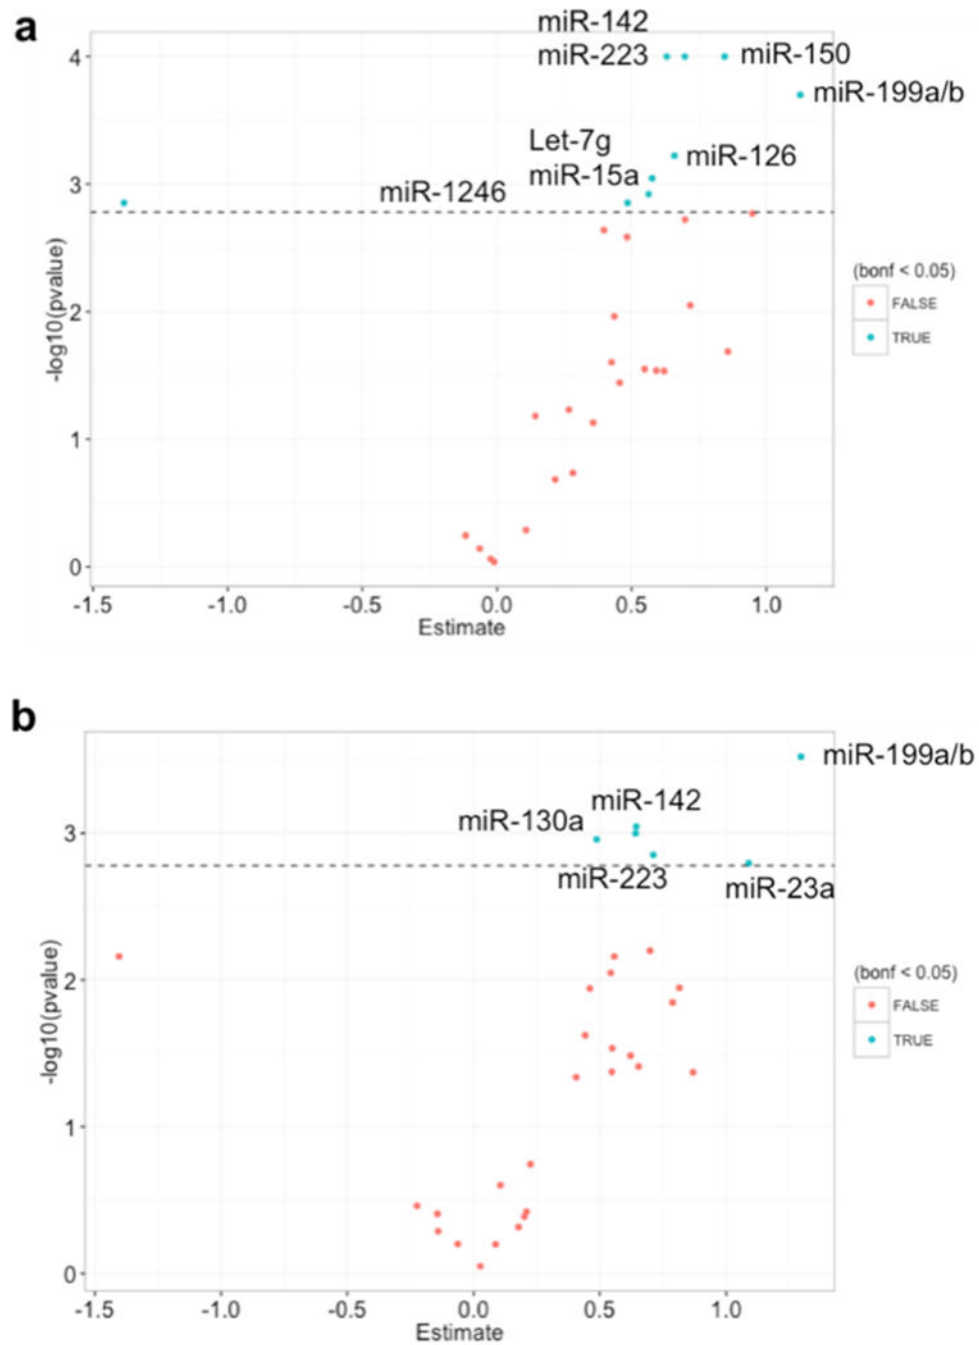 a
miR-142
miR-223
miR-150
miR-199a/b
Let-7g
miR-126
miR-15a
miR-1246
4
3
2
1
0
-log10(pvalue)
-1.5 -1.0 -0.5 0.0 0.5 1.0
Estimate
(bonf < 0.05)
FALSE
TRUE
b
miR-199a/b
miR-142
miR-130a
miR-223
miR-23a
3
2
1
0
-log10(pvalue)
-1.5 -1.0 -0.5 0.0 0.5 1.0
Estimate
(bonf < 0.05)
FALSE
TRUE